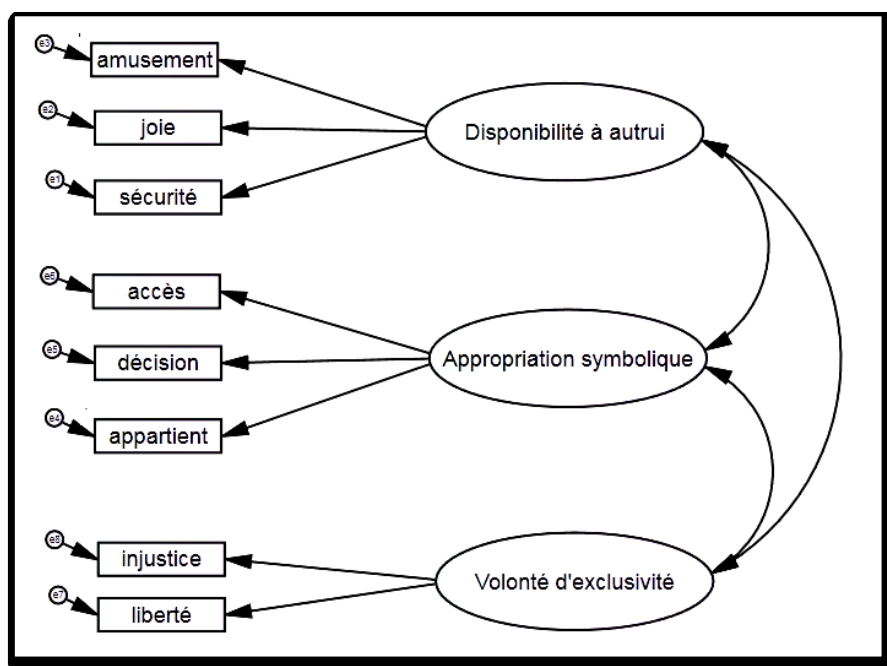 e3
amusement
e2
joie
e1
sécurité
Disponibilité à autrui
e6
accès
e5
décision
e4
appartient
Appropriation symbolique
e8
injustice
e7
liberté
Volonté d'exclusivité